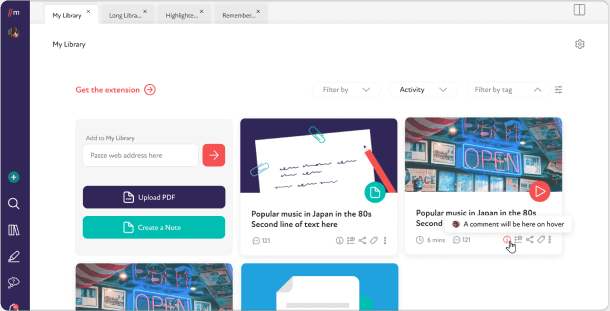 //m
My Library ×
Long Libra... ×
Highlighte... ×
Remember... ×
My Library
Get the extension
Filter by
Activity
Filter by tag
Add to My Library
Paste web address here
Upload PDF
Create a Note
Popular music in Japan in the 80s
Second line of text here
121
OPEN
PEACE
Popular music in Japan in the 80s
Second
A comment will be here on hover
6 mins
121
OPEN